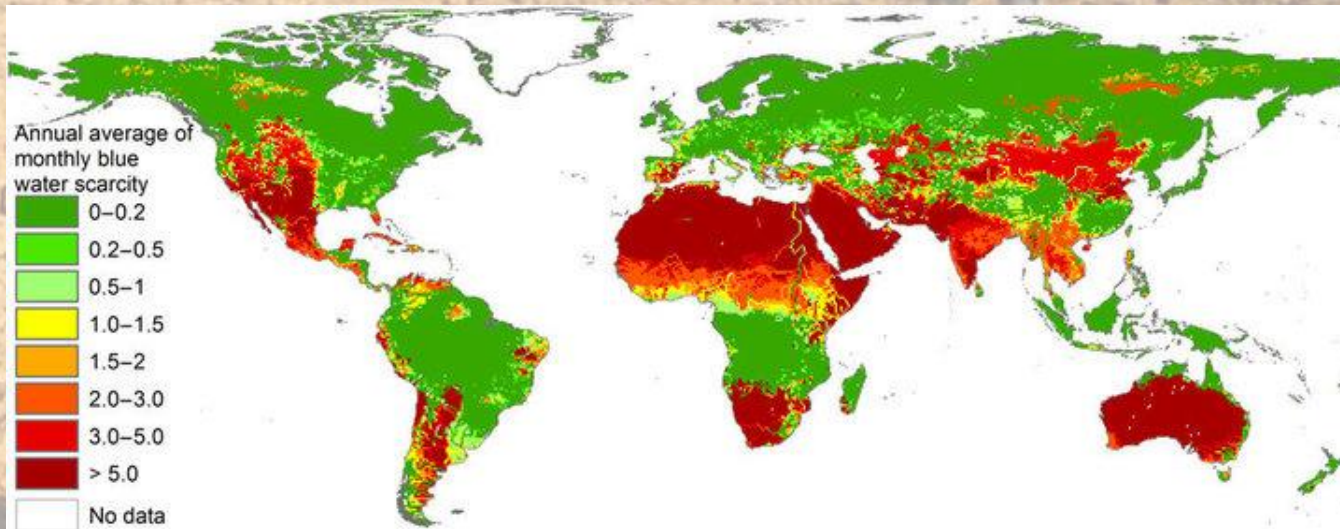 Annual average of
monthly blue
water scarcity
0–0.2
0.2–0.5
0.5–1
1.0–1.5
1.5–2
2.0–3.0
3.0–5.0
> 5.0
No data